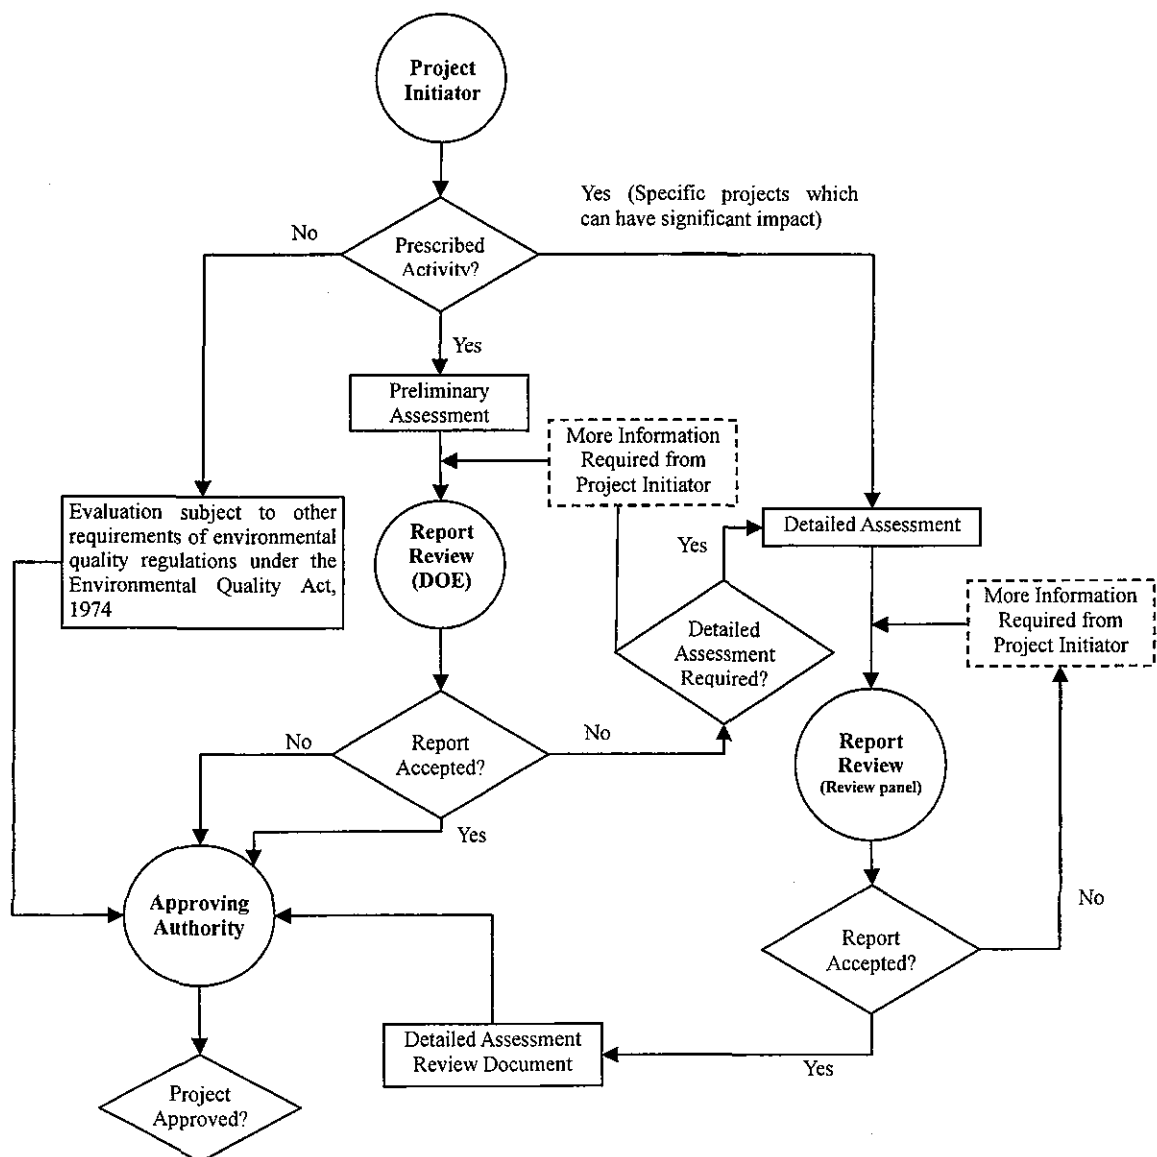 Project
Initiator
Yes (Specific projects which
can have significant impact)
No
Prescribed
Activity?
Yes
Preliminary
Assessment
More Information
Required from
Project Initiator
Evaluation subject to other
requirements of environmental
quality regulations under the
Environmental Quality Act,
1974
Report
Review
(DOE)
Detailed Assessment
Yes
Detailed
Assessment
Required?
More Information
Required from
Project Initiator
No
Report
Accepted?
No
Yes
Report
Review
(Review panel)
Approving
Authority
No
Report
Accepted?
Detailed Assessment
Review Document
Yes
Project
Approved?